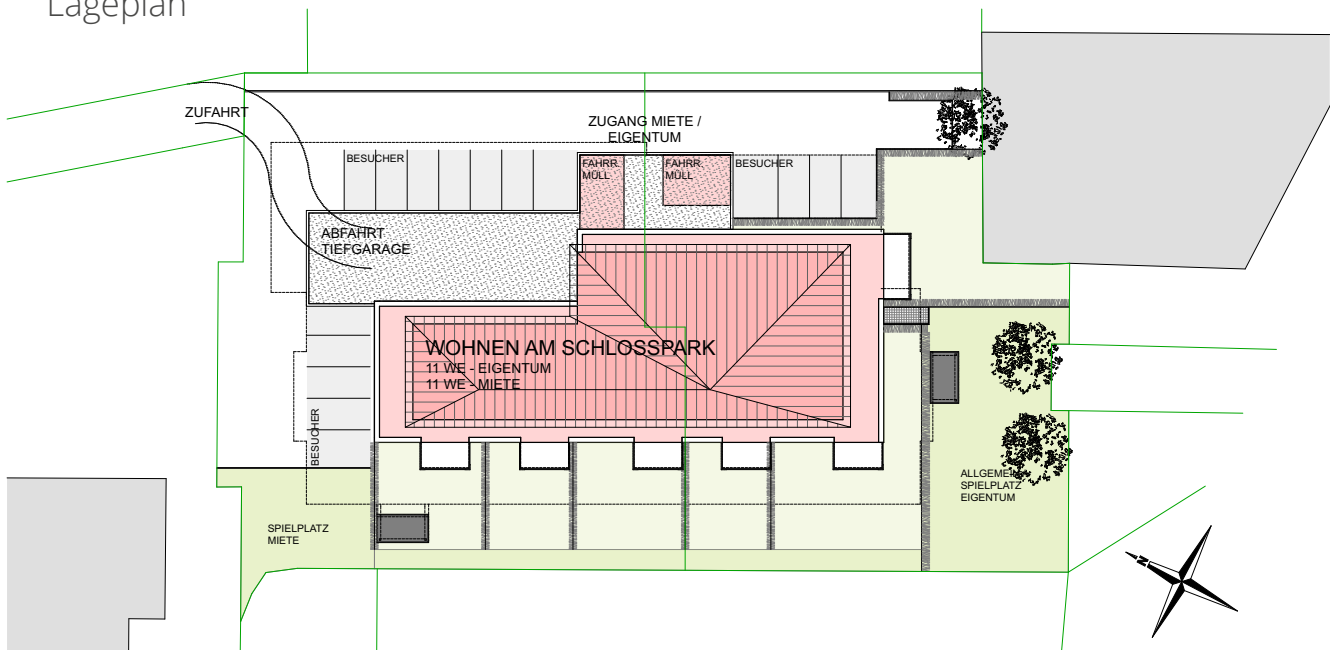 Lageplan
ZUFAHRT
ZUGANG MIETE /
EIGENTUM
BESUCHER
FAHRR.
MÜLL
FAHRR.
MÜLL
BESUCHER
ABFAHRT
TIEFGARAGE
WOHNEN AM SCHLOSSPARK
11 WE - EIGENTUM
11 WE - MIETE
BESUCHER
SPIELPLATZ
MIETE
SPIELPLATZ
EIGENTUM
N